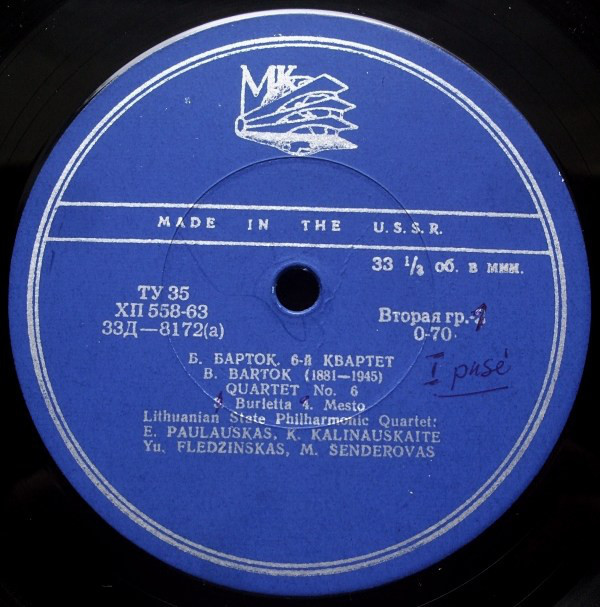 МК
MADE IN THE U.S.S.R.
33 1/3 об. в мин.
ТУ 35
ХП 558-63
33Д—8172(а)
Вторая гр.
0-70
Б. БАРТОК. 6-й КВАРТЕТ
B. BARTOK (1881—1945)
QUARTET No. 6
Burletta 4. Mesto
I pusė
Lithuanian State Philharmonic Quartet:
E. PAULAUSKAS, K. KALINAUSKAITE
Yu. FLEDZINSKAS, M. SENDEROVAS